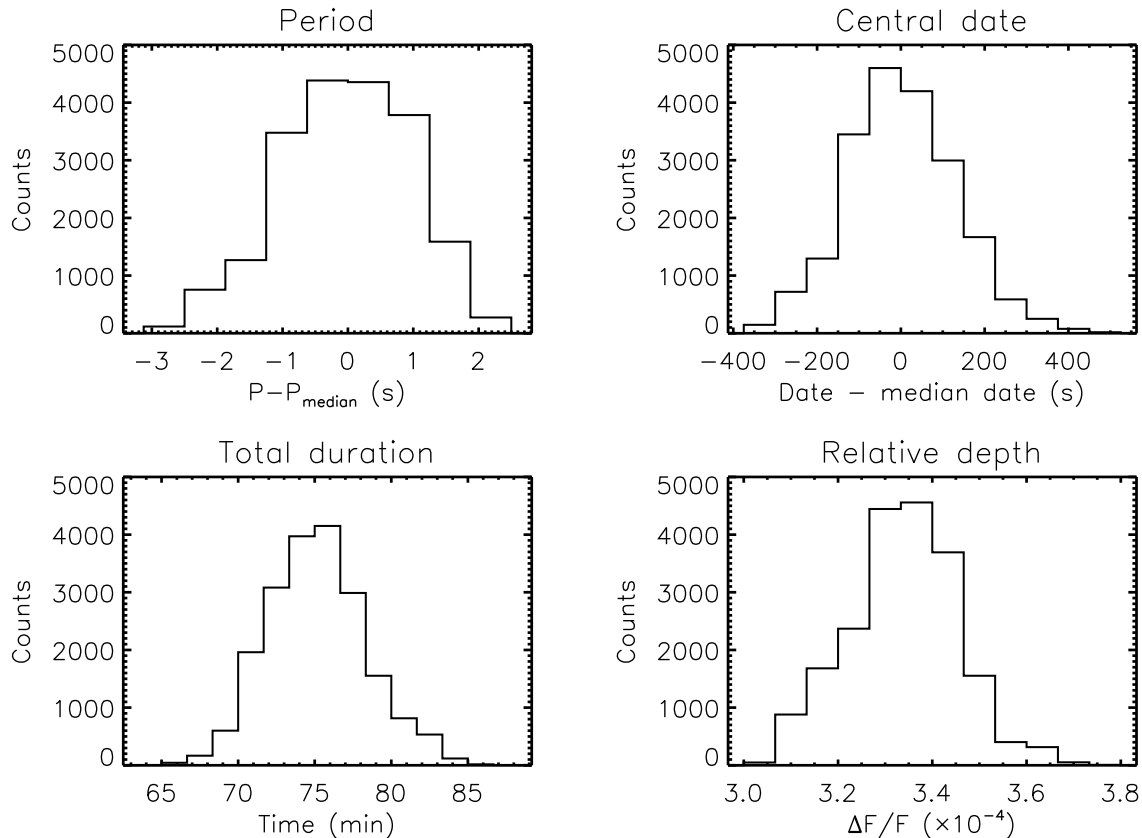 Period
5000
4000
3000
2000
1000
0
Counts
−3 −2 −1 0 1 2
P−Pmedian (s)
Central date
5000
4000
3000
2000
1000
0
Counts
−400 −200 0 200 400
Date − median date (s)
Total duration
5000
4000
3000
2000
1000
0
Counts
65 70 75 80 85
Time (min)
Relative depth
5000
4000
3000
2000
1000
0
Counts
3.0 3.2 3.4 3.6 3.8
ΔF/F (×10⁻⁴)